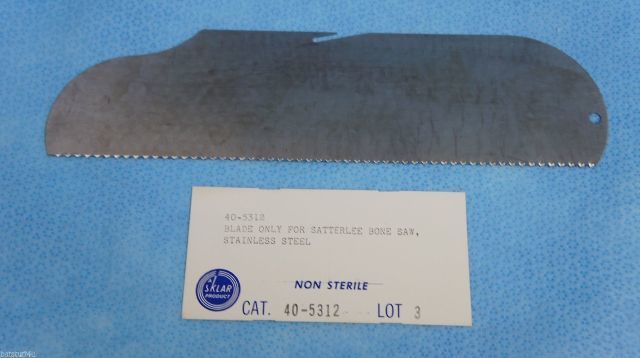 40-5312
BLADE ONLY FOR SATTERLEE BONE SAW,
STAINLESS STEEL
NON STERILE
A
SKLAR
PRODUCT
CAT. 40-5312 LOT 3